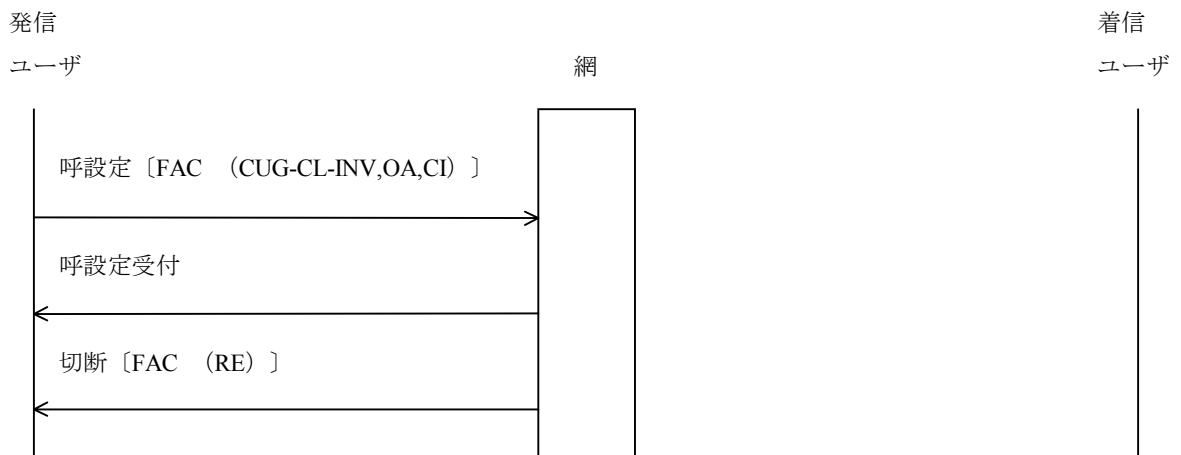 発信
ユーザ
網
着信
ユーザ
呼設定〔FAC （CUG-CL-INV,OA,CI）〕
呼設定受付
切断〔FAC （RE）〕